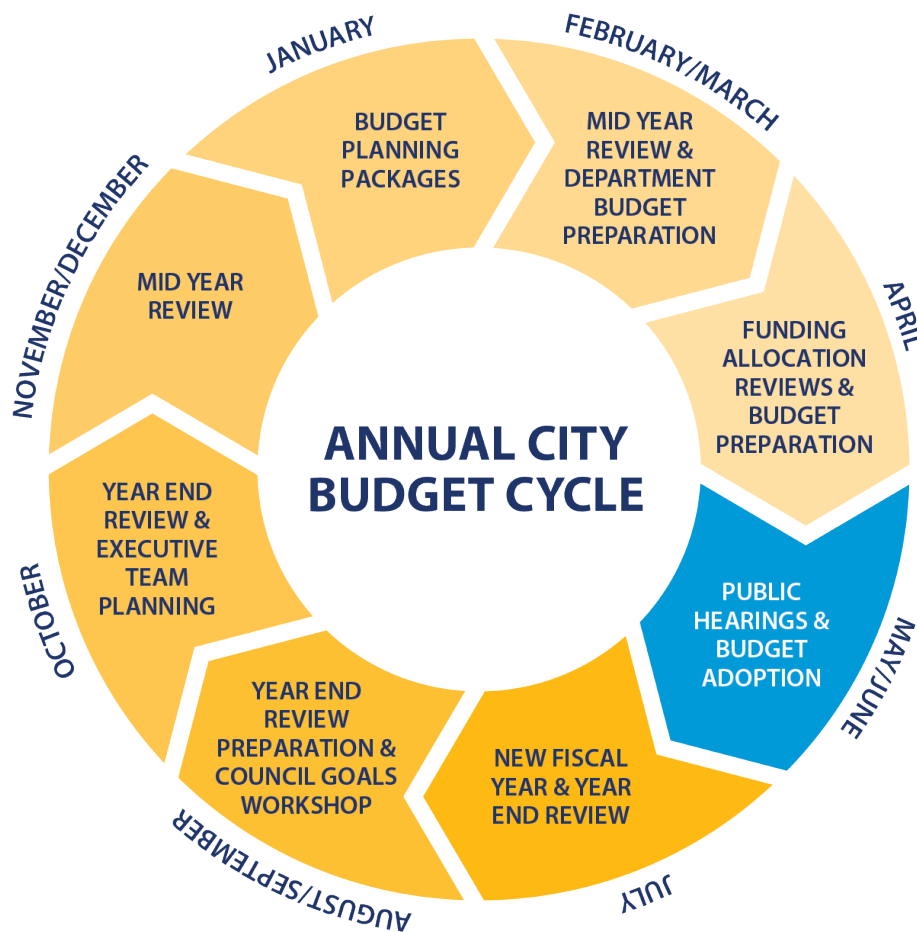 ANNUAL CITY
BUDGET CYCLE
JANUARY
BUDGET
PLANNING
PACKAGES
FEBRUARY/MARCH
MID YEAR
REVIEW &
DEPARTMENT
BUDGET
PREPARATION
APRIL
FUNDING
ALLOCATION
REVIEWS &
BUDGET
PREPARATION
MAY/JUNE
PUBLIC
HEARINGS &
BUDGET
ADOPTION
JULY
NEW FISCAL
YEAR & YEAR
END REVIEW
AUGUST/SEPTEMBER
YEAR END
REVIEW
PREPARATION &
COUNCIL GOALS
WORKSHOP
OCTOBER
YEAR END
REVIEW &
EXECUTIVE
TEAM
PLANNING
NOVEMBER/DECEMBER
MID YEAR
REVIEW